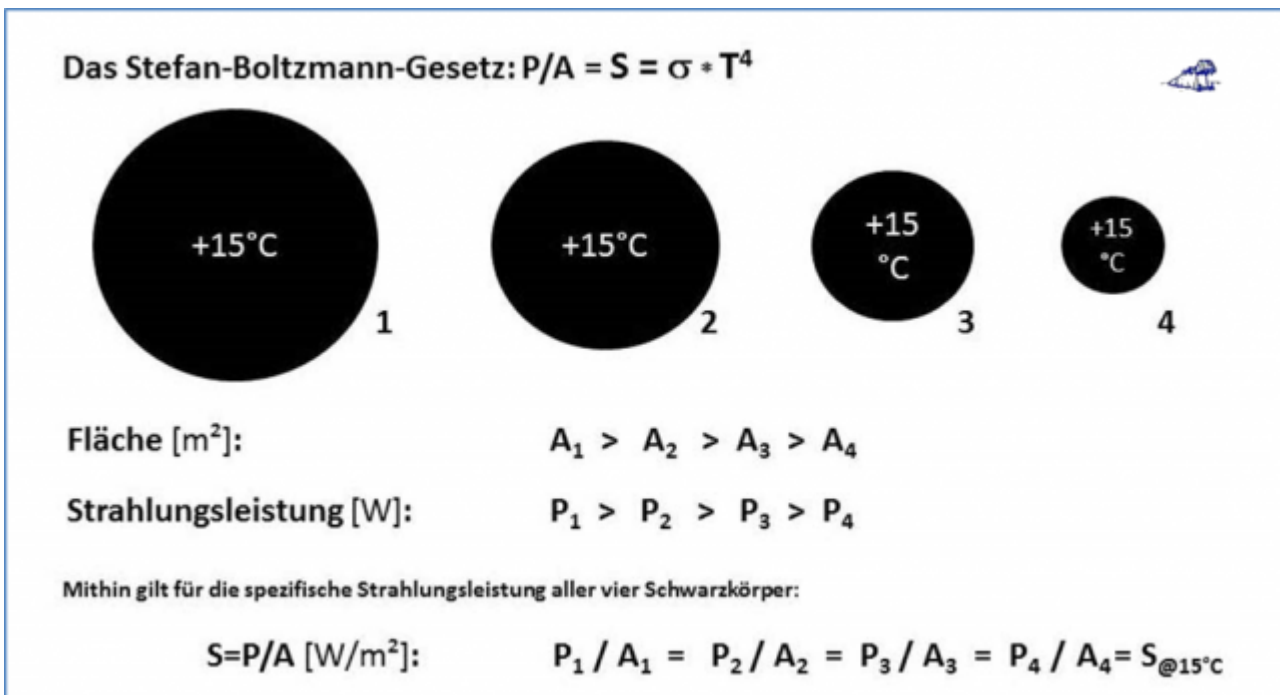 Das Stefan-Boltzmann-Gesetz: P/A = S = σ * T⁴
+15°C
1
+15°C
2
+15
°C
3
+15
°C
4
Fläche [m²]: A₁ > A₂ > A₃ > A₄
Strahlungsleistung [W]: P₁ > P₂ > P₃ > P₄
Mithin gilt für die spezifische Strahlungsleistung aller vier Schwarzkörper:
S=P/A [W/m²]: P₁ / A₁ = P₂ / A₂ = P₃ / A₃ = P₄ / A₄= S@15°C